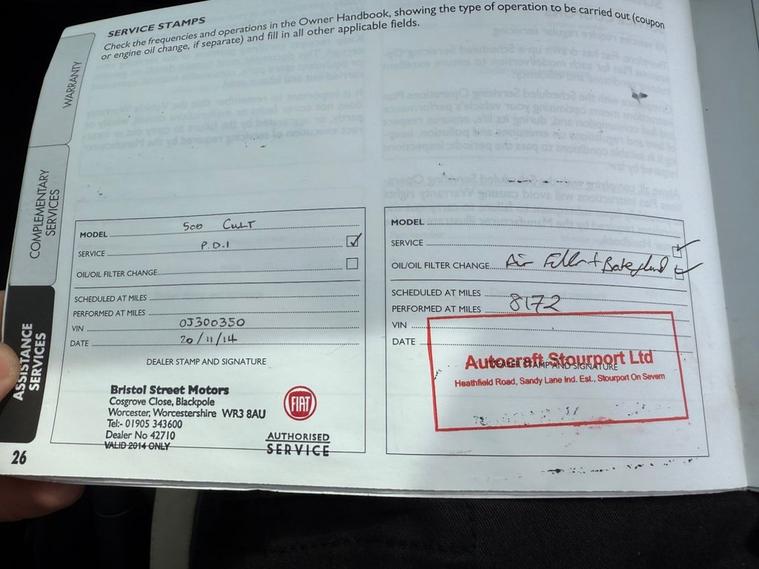 SERVICE STAMPS
Check the frequencies and operations in the Owner Handbook, showing the type of operation to be carried out (coupon
or engine oil change, if separate) and fill in all other applicable fields.
WARRANTY
COMPLEMENTARY
SERVICES
ASSISTANCE
SERVICES
MODEL 500 CULT
SERVICE P.D.I
OIL/OIL FILTER CHANGE
SCHEDULED AT MILES
PERFORMED AT MILES
VIN 0J300350
DATE 20/11/14
DEALER STAMP AND SIGNATURE
Bristol Street Motors
Cosgrove Close, Blackpole
Worcester, Worcestershire WR3 8AU
Tel:- 01905 343600
Dealer No 42710
VALID 2014 ONLY
FIAT
AUTHORISED
SERVICE
MODEL
SERVICE
OIL/OIL FILTER CHANGE Air Filter + Brake fluid
SCHEDULED AT MILES
PERFORMED AT MILES 8172
VIN
DATE
DEALER STAMP AND SIGNATURE
Autocraft Stourport Ltd
Heathfield Road, Sandy Lane Ind. Est., Stourport On Severn
26